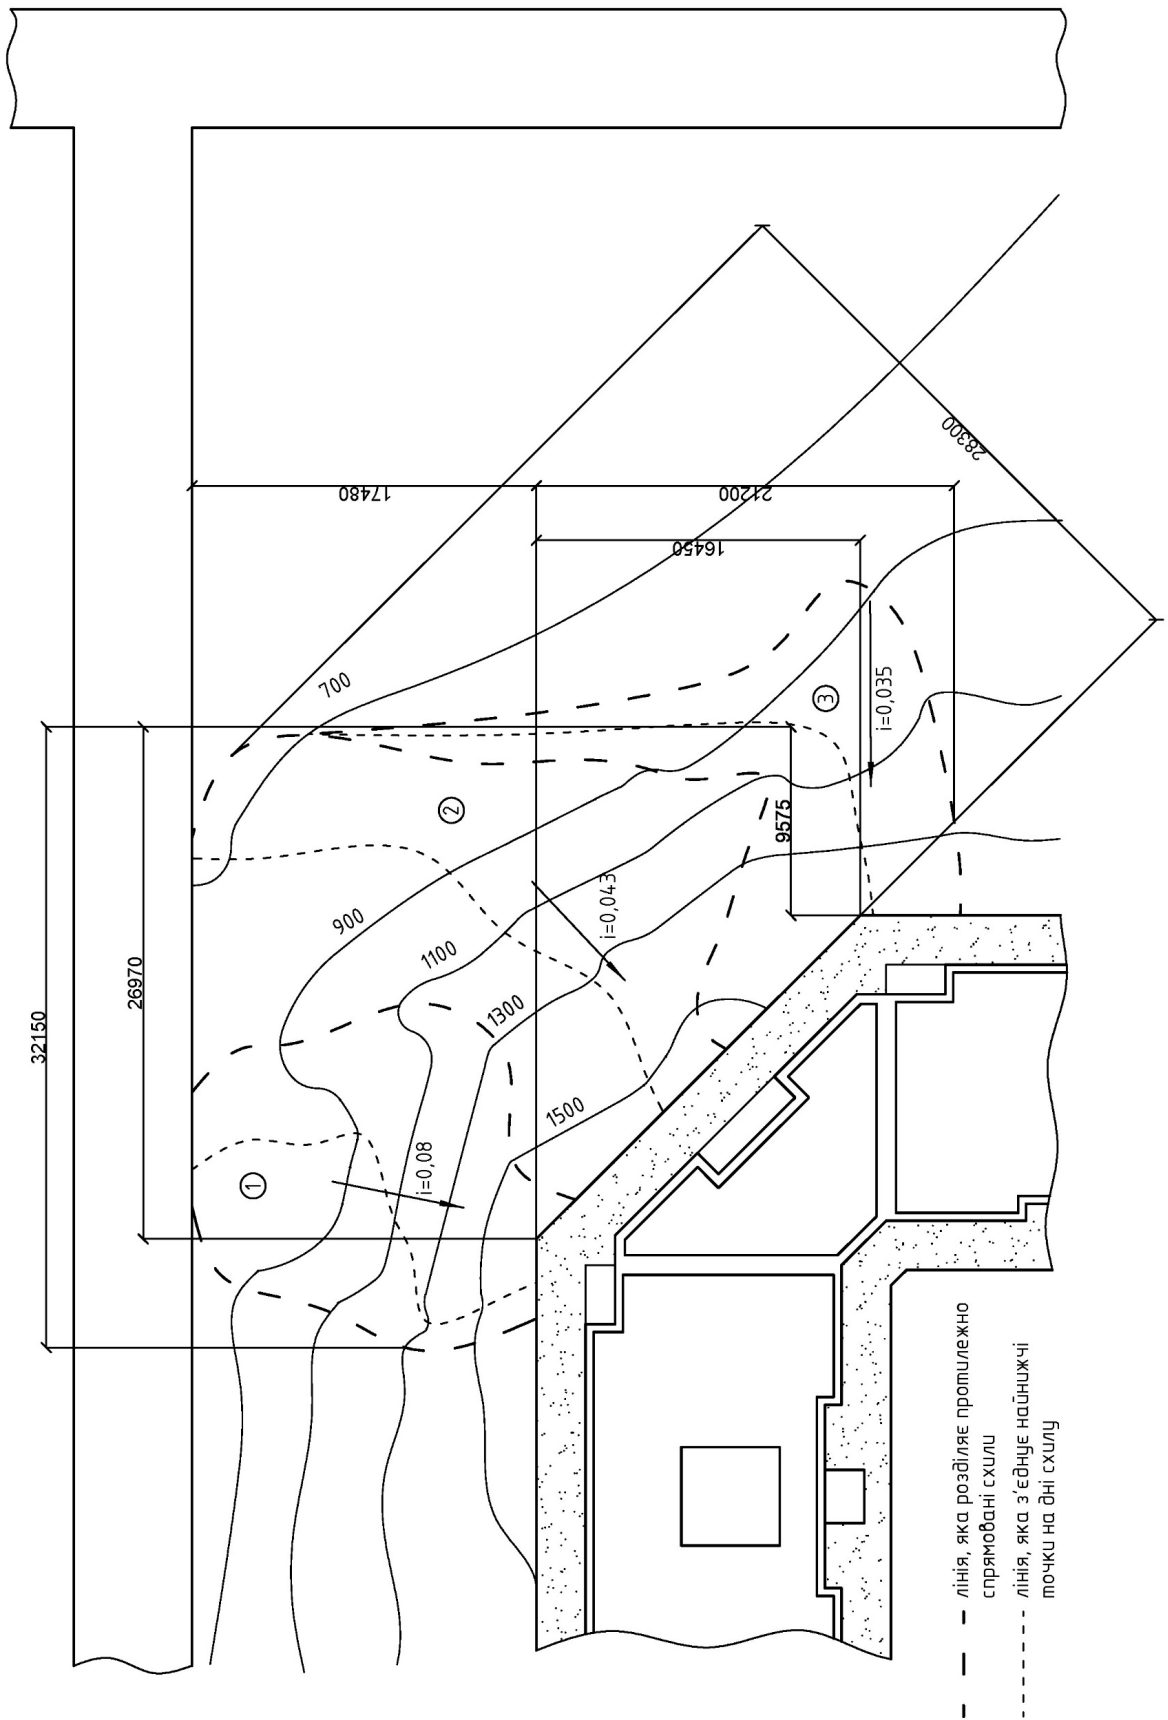 32150
26970
17480
21200
16450
28300
9575
700
900
1100
1300
1500
①
②
③
i=0,08
i=0,043
i=0,035
лінія, яка розділяє протилежно
спрямовані схили
лінія, яка з'єднує найнижчі
точки на дні схилу